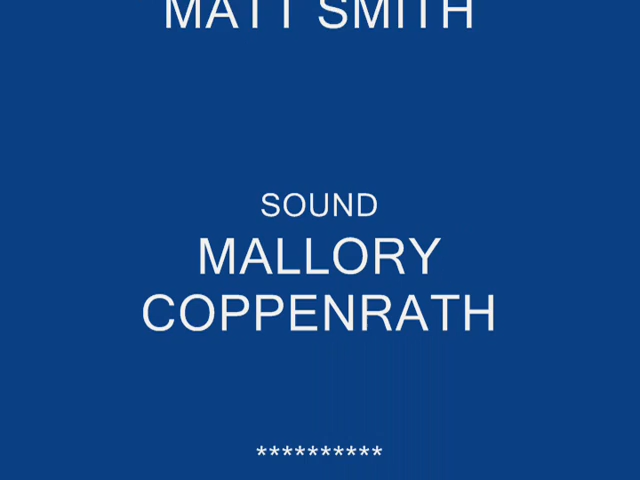 MATT SMITH
SOUND
MALLORY
COPPENRATH
**********